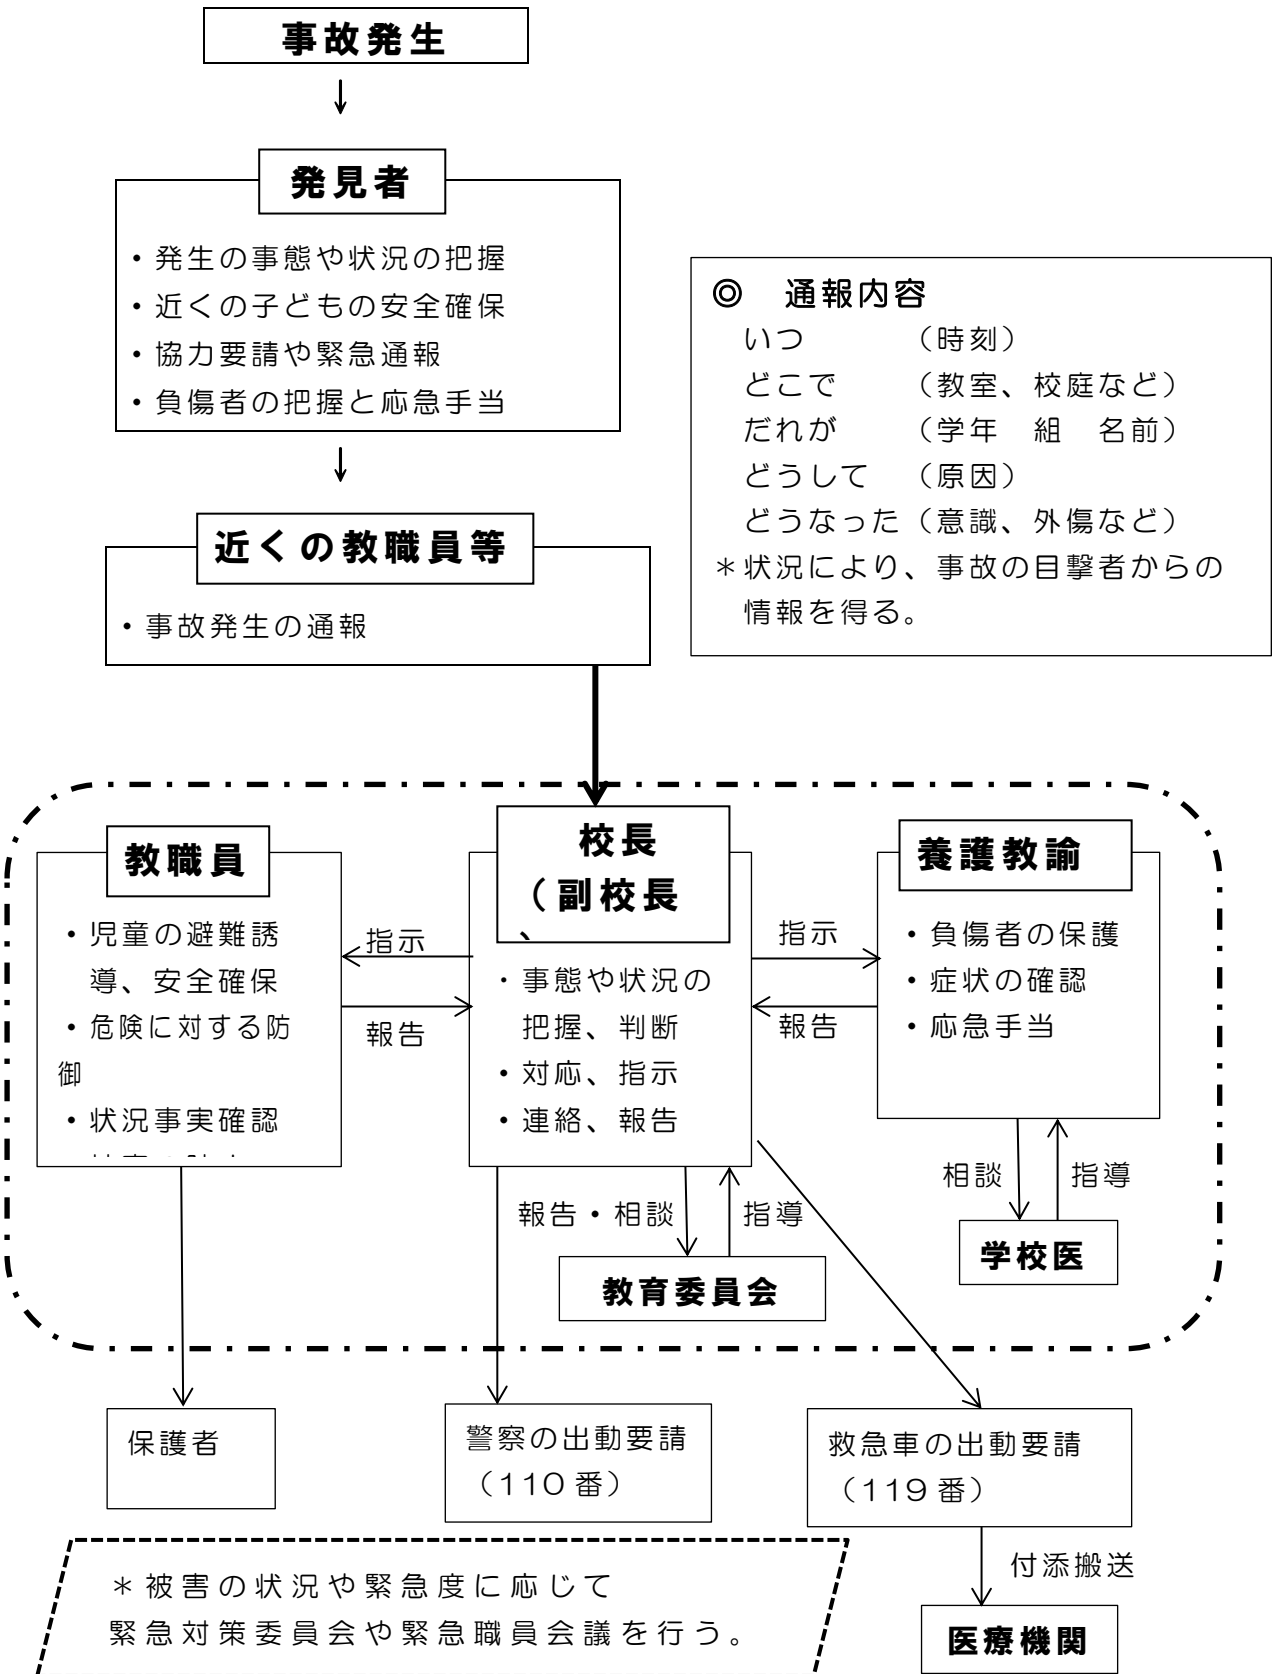 事故発生
発見者
・発生の事態や状況の把握
・近くの子どもの安全確保
・協力要請や緊急通報
・負傷者の把握と応急手当
◎　通報内容
いつ　（時刻）
どこで　（教室、校庭など）
だれが　（学年　組　名前）
どうして　（原因）
どうなった（意識、外傷など）
＊状況により、事故の目撃者からの
情報を得る。
近くの教職員等
・事故発生の通報
教職員
・児童の避難誘
導、安全確保
・危険に対する防
御
・状況事実確認
指示
報告
校長
（副校長
、
・事態や状況の
把握、判断
・対応、指示
・連絡、報告
指示
報告
養護教諭
・負傷者の保護
・症状の確認
・応急手当
報告・相談
指導
教育委員会
相談
指導
学校医
保護者
警察の出動要請
（110番）
救急車の出動要請
（119番）
付添搬送
医療機関
＊被害の状況や緊急度に応じて
緊急対策委員会や緊急職員会議を行う。